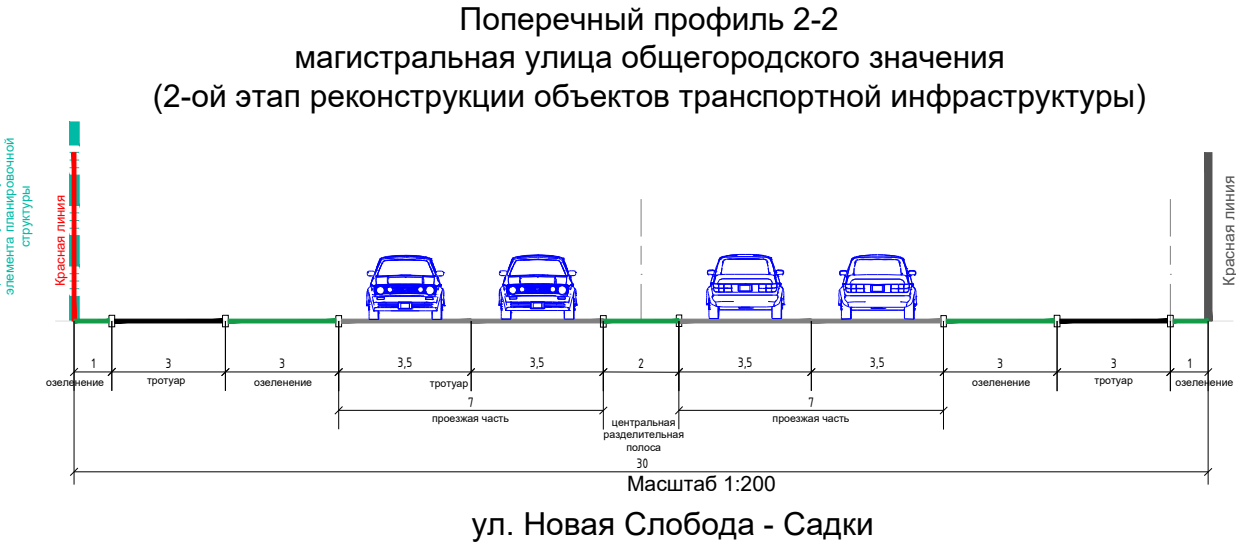 Поперечный профиль 2-2
магистральная улица общегородского значения
(2-ой этап реконструкции объектов транспортной инфраструктуры)
элемента планировочной
структуры
Красная линия
Красная линия
1 3 3 3,5 3,5 2 3,5 3,5 3 3 1
озеленение тротуар озеленение тротуар озеленение тротуар озеленение
7 7
проезжая часть проезжая часть
центральная
разделительная
полоса
30
Масштаб 1:200
ул. Новая Слобода - Садки